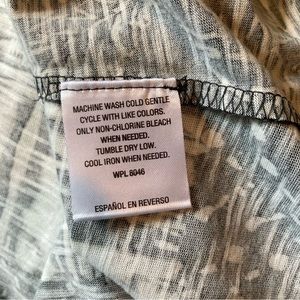 MACHINE WASH COLD GENTLE
CYCLE WITH LIKE COLORS.
ONLY NON-CHLORINE BLEACH
WHEN NEEDED.
TUMBLE DRY LOW.
COOL IRON WHEN NEEDED.
WPL 8046
ESPAÑOL EN REVERSO